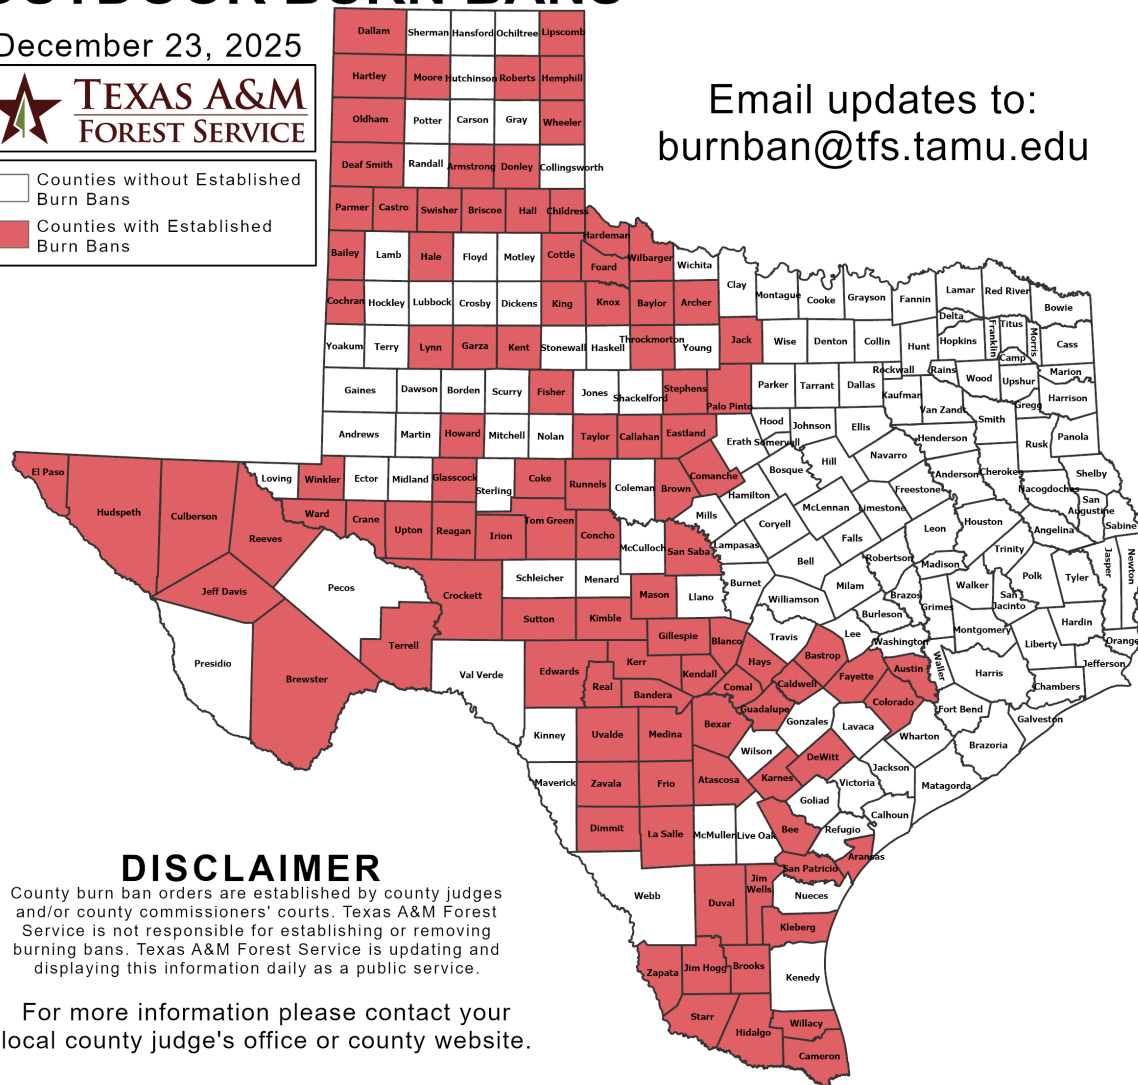 OUTDOOR BURN BANS
December 23, 2025
TEXAS A&M
FOREST SERVICE
Counties without Established
Burn Bans
Counties with Established
Burn Bans
Email updates to:
burnban@tfs.tamu.edu
Dallam Sherman Hansford Ochiltree Lipscomb
Hartley Moore Hutchinson Roberts Hemphill
Oldham Potter Carson Gray Wheeler
Deaf Smith Randall Armstrong Donley Collingsworth
Parmer Castro Swisher Briscoe Hall Childress
Hardeman
Bailey Lamb Hale Floyd Motley Cottle Foard Wilbarger Wichita
Clay Montague Cooke Grayson Fannin Lamar Red River Bowie
Cochran Hockley Lubbock Crosby Dickens King Knox Baylor Archer
Delta Franklin Titus Morris Cass
Yoakum Terry Lynn Garza Kent Stonewall Haskell Throckmorton Young Jack Wise Denton Collin Hunt Hopkins Camp
Rockwall Rains Wood Upshur Marion
Gaines Dawson Borden Scurry Fisher Jones Shackelford Stephens Palo Pinto Parker Tarrant Dallas Kaufman Van Zandt Smith Gregg Harrison
Andrews Martin Howard Mitchell Nolan Taylor Callahan Eastland Erath Hood Somervell Johnson Ellis Henderson Rusk Panola
El Paso Hudspeth Culberson Loving Winkler Ector Midland Glasscock Sterling Coke Runnels Coleman Brown Comanche Hamilton Bosque Hill Navarro Anderson Cherokee Nacogdoches Shelby
San Augustine Sabine
Reeves Ward Crane Upton Reagan Irion Tom Green Concho McCulloch San Saba Mills Lampasas Coryell McLennan Limestone Freestone Leon Houston Angelina
Jeff Davis Pecos Crockett Schleicher Menard Mason Llano Burnet Bell Falls Robertson Madison Trinity Polk Tyler Jasper Newton
Sutton Kimble Gillespie Blanco Williamson Milam Brazos Burleson Grimes Walker San Jacinto Hardin
Presidio Brewster Terrell Val Verde Edwards Real Kerr Kendall Bandera Hays Travis Bastrop Lee Washington Montgomery Liberty Orange
Comal Caldwell Fayette Austin Waller Harris Jefferson Chambers
Kinney Uvalde Medina Bexar Guadalupe Gonzales Lavaca Colorado Wharton Fort Bend Brazoria Galveston
Maverick Zavala Frio Atascosa Wilson Karnes DeWitt Victoria Jackson Matagorda
Dimmit La Salle McMullen Live Oak Bee Goliad Refugio Calhoun Aransas
Webb Duval Jim Wells San Patricio Nueces Kleberg
Zapata Jim Hogg Brooks Kenedy
Starr Hidalgo Willacy Cameron
DISCLAIMER
County burn ban orders are established by county judges
and/or county commissioners' courts. Texas A&M Forest
Service is not responsible for establishing or removing
burning bans. Texas A&M Forest Service is updating and
displaying this information daily as a public service.
For more information please contact your
local county judge's office or county website.